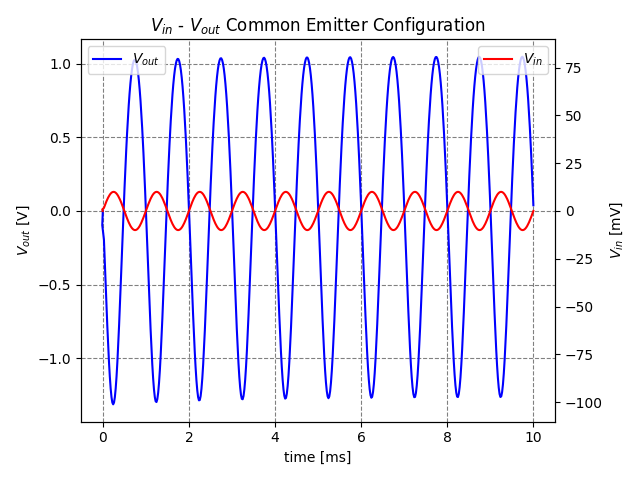 V_in - V_out Common Emitter Configuration
V_out
V_in
1.0
0.5
0.0
−0.5
−1.0
V_out [V]
75
50
25
0
−25
−50
−75
−100
V_in [mV]
0 2 4 6 8 10
time [ms]